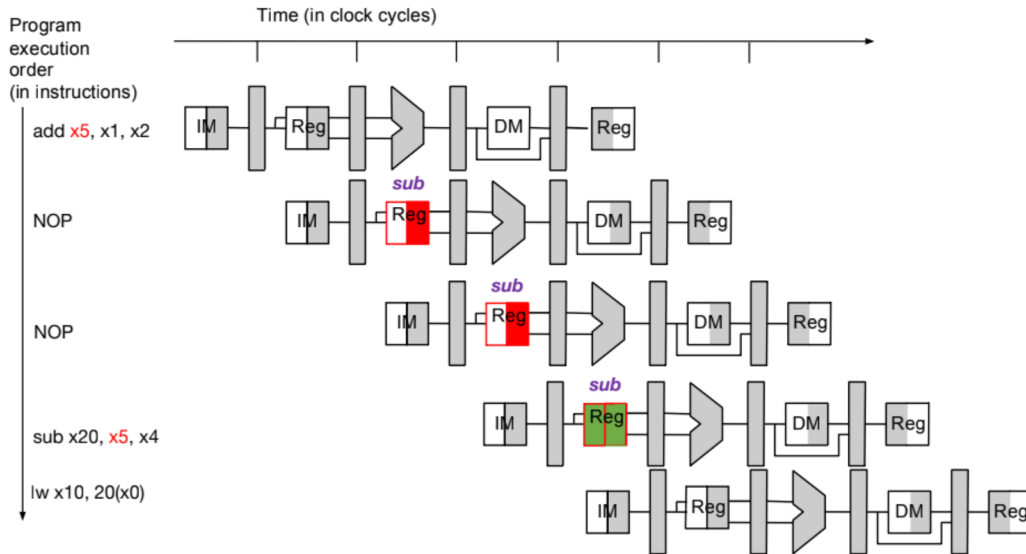 Time (in clock cycles)
Program
execution
order
(in instructions)
add x5, x1, x2
IM
Reg
DM
Reg
sub
NOP
IM
Reg
DM
Reg
sub
NOP
IM
Reg
DM
Reg
sub
sub x20, x5, x4
IM
Reg
DM
Reg
lw x10, 20(x0)
IM
Reg
DM
Reg